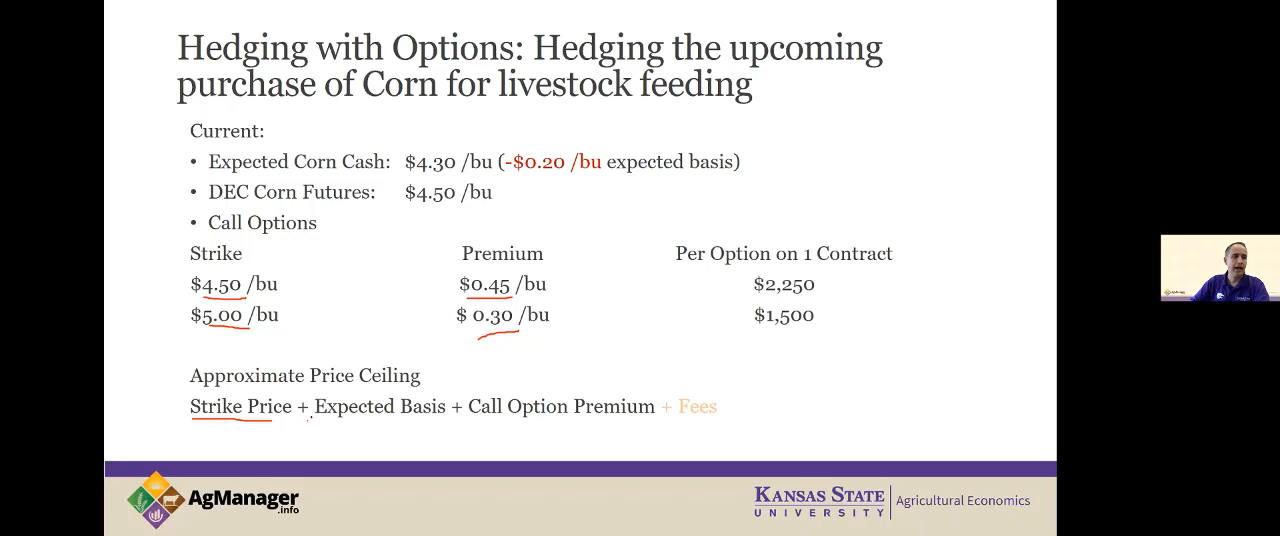 Hedging with Options: Hedging the upcoming
purchase of Corn for livestock feeding
Current:
• Expected Corn Cash: $4.30 /bu (-$0.20 /bu expected basis)
• DEC Corn Futures: $4.50 /bu
• Call Options
Strike Premium Per Option on 1 Contract
$4.50 /bu $0.45 /bu $2,250
$5.00 /bu $ 0.30 /bu $1,500
Approximate Price Ceiling
Strike Price + Expected Basis + Call Option Premium + Fees
AgManager
.info
KANSAS STATE
UNIVERSITY
Agricultural Economics